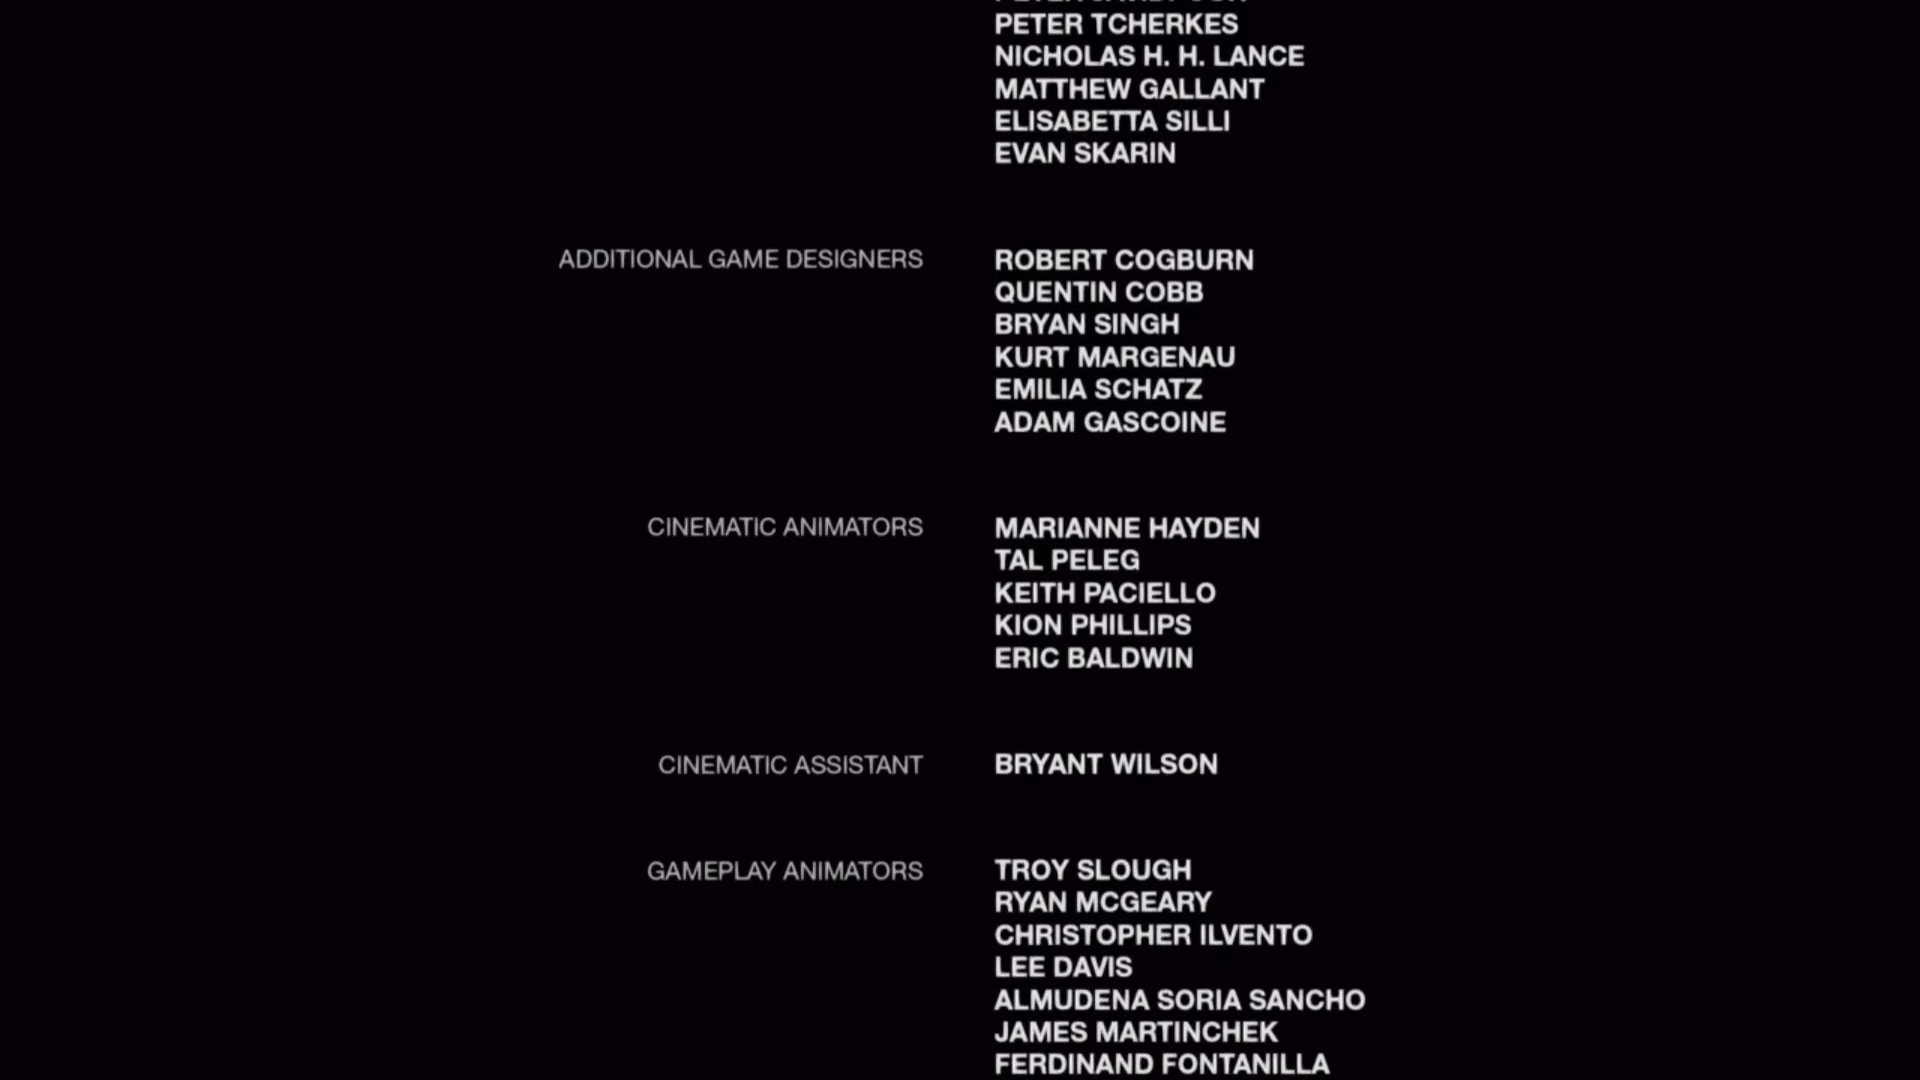 PETER TCHERKES
NICHOLAS H. H. LANCE
MATTHEW GALLANT
ELISABETTA SILLI
EVAN SKARIN
ADDITIONAL GAME DESIGNERS ROBERT COGBURN
QUENTIN COBB
BRYAN SINGH
KURT MARGENAU
EMILIA SCHATZ
ADAM GASCOINE
CINEMATIC ANIMATORS MARIANNE HAYDEN
TAL PELEG
KEITH PACIELLO
KION PHILLIPS
ERIC BALDWIN
CINEMATIC ASSISTANT BRYANT WILSON
GAMEPLAY ANIMATORS TROY SLOUGH
RYAN MCGEARY
CHRISTOPHER ILVENTO
LEE DAVIS
ALMUDENA SORIA SANCHO
JAMES MARTINCHEK
FERDINAND FONTANILLA